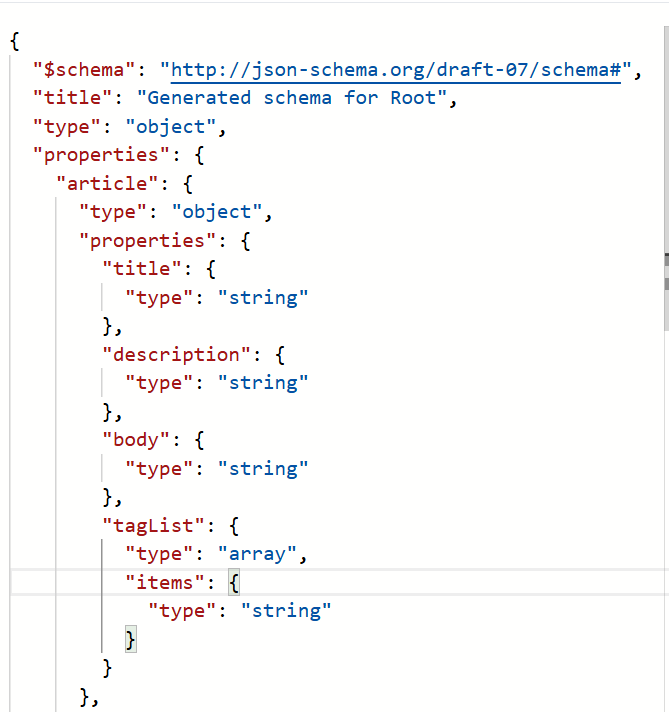 {
  "$schema": "http://json-schema.org/draft-07/schema#",
  "title": "Generated schema for Root",
  "type": "object",
  "properties": {
    "article": {
      "type": "object",
      "properties": {
        "title": {
          "type": "string"
        },
        "description": {
          "type": "string"
        },
        "body": {
          "type": "string"
        },
        "tagList": {
          "type": "array",
          "items": {
            "type": "string"
          }
        }
      },